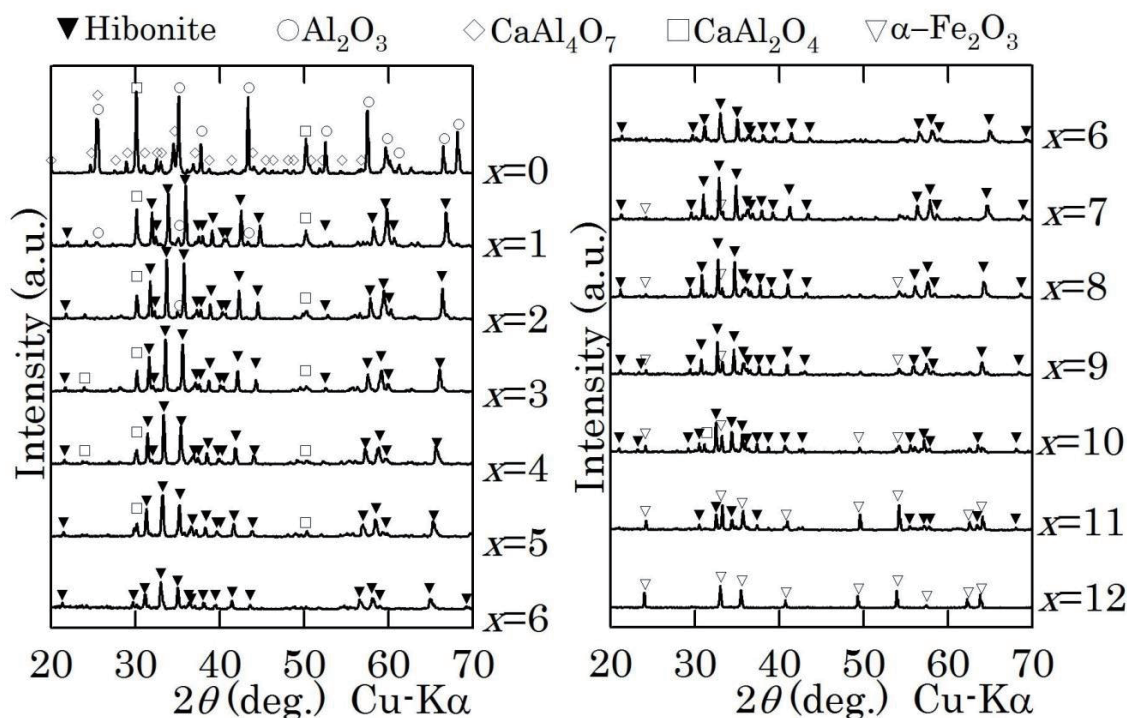 ▼Hibonite ○Al₂O₃ ◇CaAl₄O₇ □CaAl₂O₄ ▽α–Fe₂O₃
Intensity (a.u.)
x=0
x=1
x=2
x=3
x=4
x=5
x=6
20 30 40 50 60 70
2θ (deg.) Cu-Kα
Intensity (a.u.)
x=6
x=7
x=8
x=9
x=10
x=11
x=12
20 30 40 50 60 70
2θ (deg.) Cu-Kα